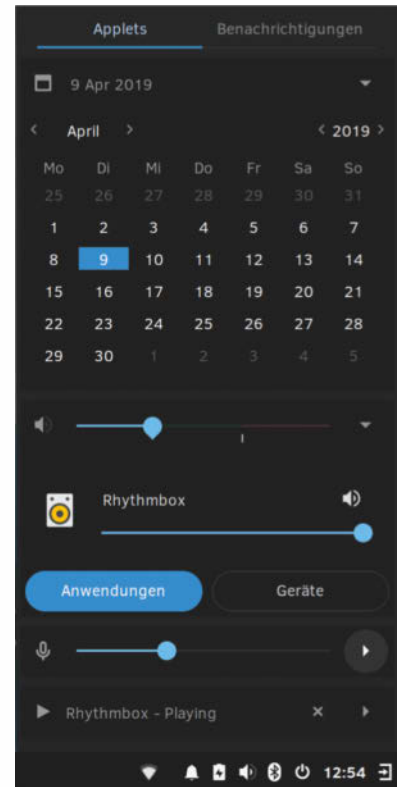 Applets Benachrichtigungen
9 Apr 2019
April 2019
Mo Di Mi Do Fr Sa So
25 26 27 28 29 30 31
1 2 3 4 5 6 7
8 9 10 11 12 13 14
15 16 17 18 19 20 21
22 23 24 25 26 27 28
29 30 1 2 3 4 5
Rhythmbox
Anwendungen Geräte
Rhythmbox - Playing
12:54